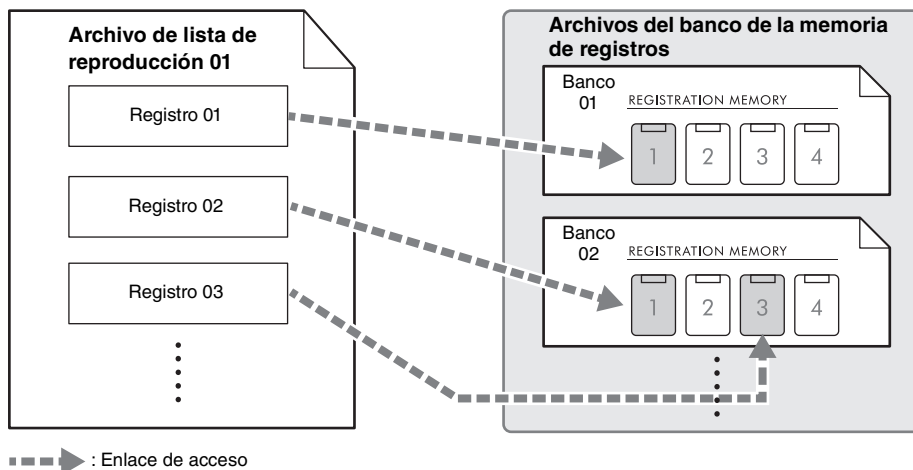 Archivo de lista de
reproducción 01
Registro 01
Registro 02
Registro 03
Archivos del banco de la memoria
de registros
Banco
01
REGISTRATION MEMORY
1 2 3 4
Banco
02
REGISTRATION MEMORY
1 2 3 4
: Enlace de acceso